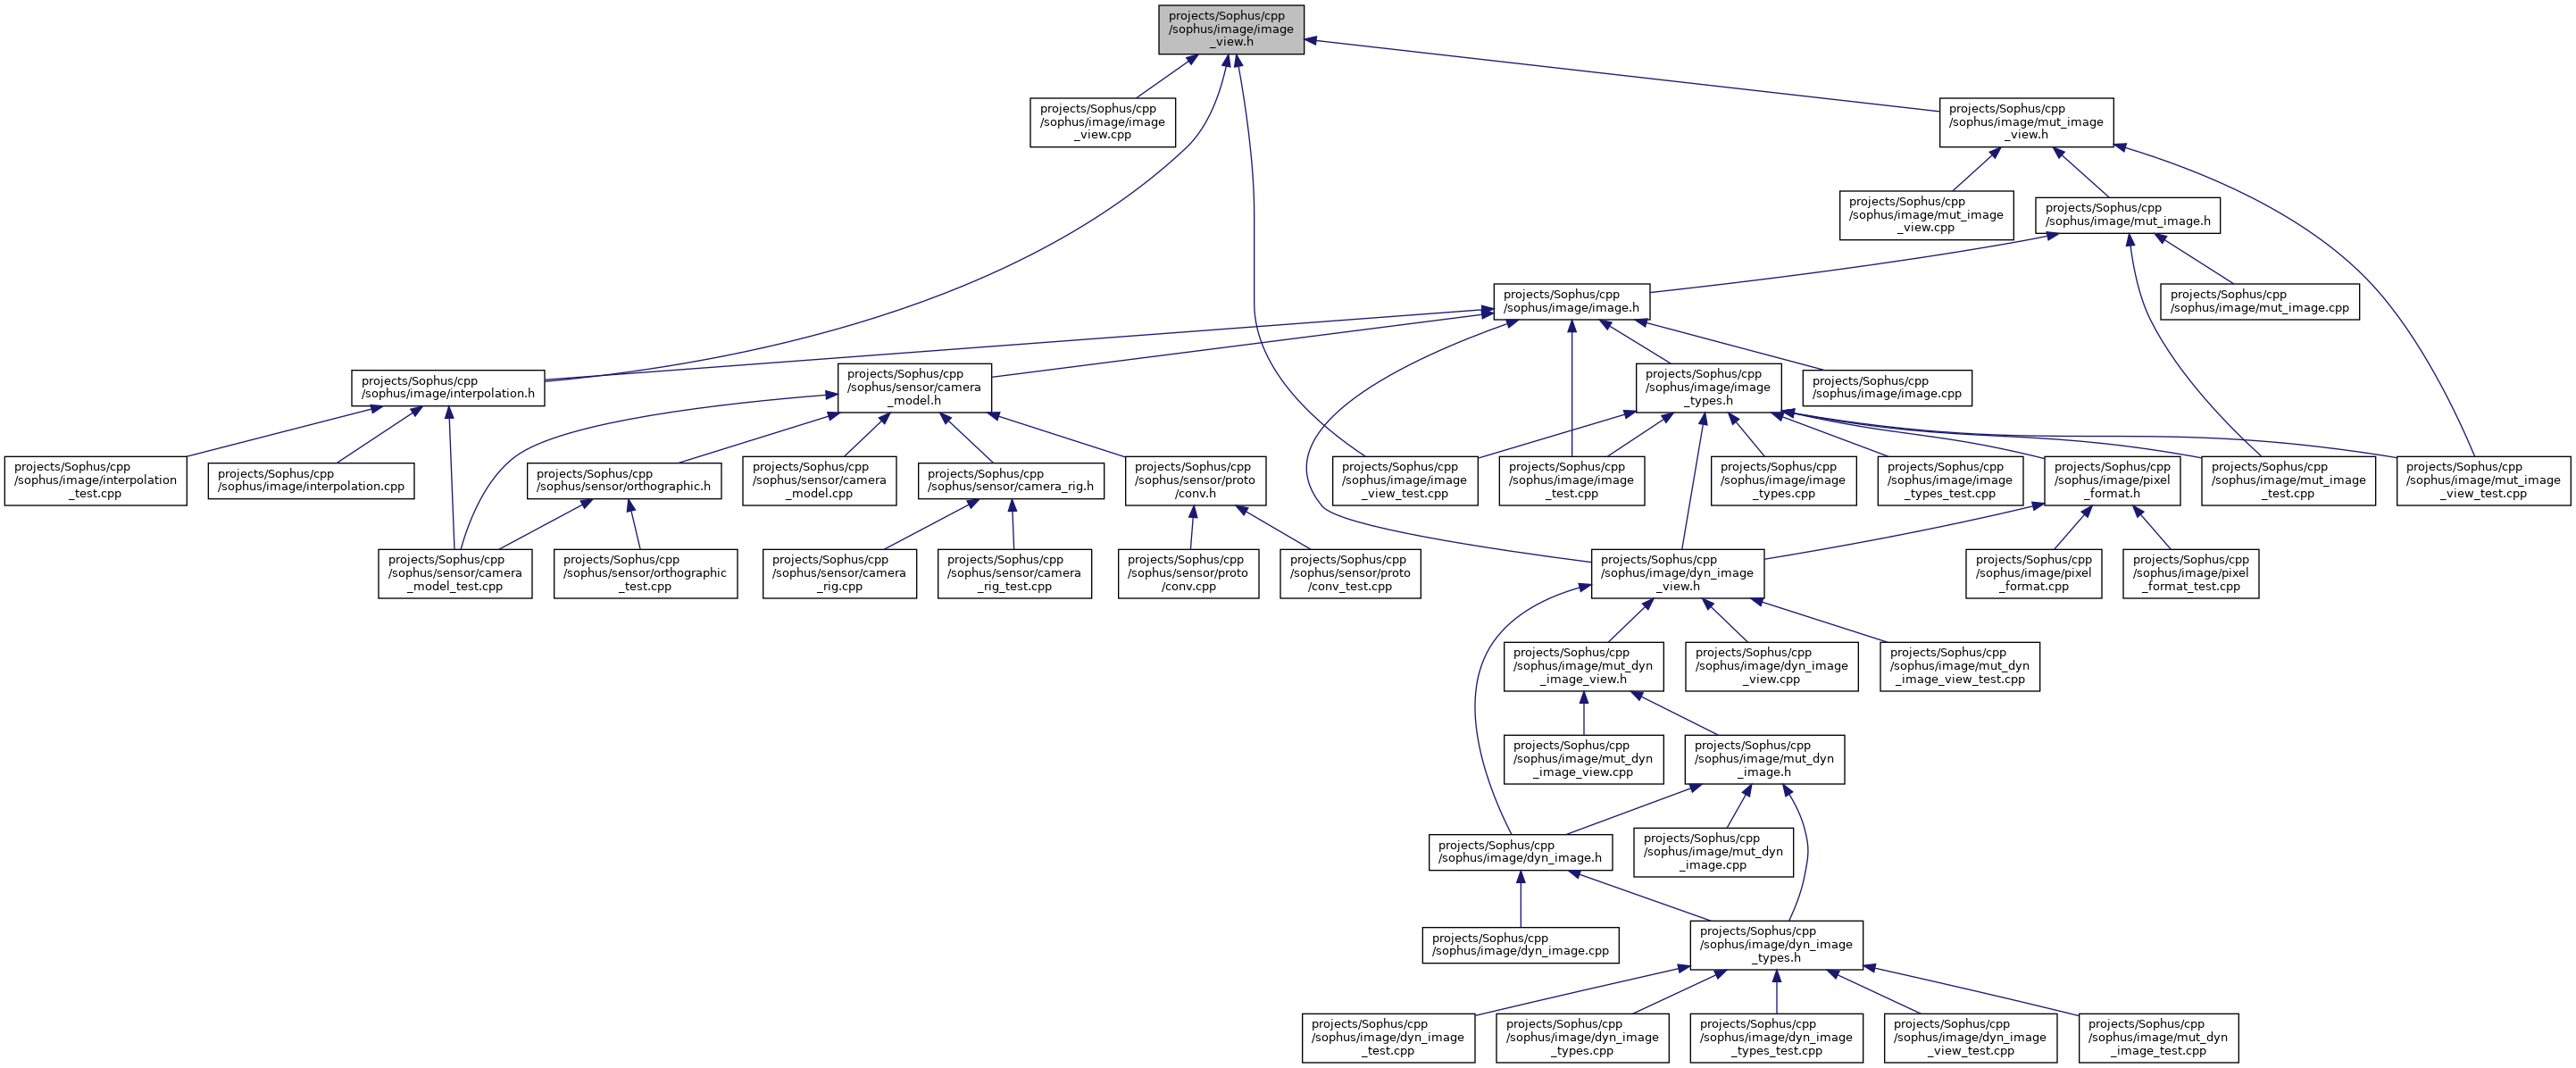 projects/Sophus/cpp
/sophus/image/image
_view.h
projects/Sophus/cpp
/sophus/image/image
_view.cpp
projects/Sophus/cpp
/sophus/image/mut_image
_view.h
projects/Sophus/cpp
/sophus/image/mut_image
_view.cpp
projects/Sophus/cpp
/sophus/image/mut_image.h
projects/Sophus/cpp
/sophus/image/image.h
projects/Sophus/cpp
/sophus/image/mut_image.cpp
projects/Sophus/cpp
/sophus/image/interpolation.h
projects/Sophus/cpp
/sophus/sensor/camera
_model.h
projects/Sophus/cpp
/sophus/image/image
_types.h
projects/Sophus/cpp
/sophus/image/image.cpp
projects/Sophus/cpp
/sophus/image/interpolation
_test.cpp
projects/Sophus/cpp
/sophus/image/interpolation.cpp
projects/Sophus/cpp
/sophus/sensor/orthographic.h
projects/Sophus/cpp
/sophus/sensor/camera
_model.cpp
projects/Sophus/cpp
/sophus/sensor/camera_rig.h
projects/Sophus/cpp
/sophus/sensor/proto
/conv.h
projects/Sophus/cpp
/sophus/image/image
_view_test.cpp
projects/Sophus/cpp
/sophus/image/image
_test.cpp
projects/Sophus/cpp
/sophus/image/image
_types.cpp
projects/Sophus/cpp
/sophus/image/image
_types_test.cpp
projects/Sophus/cpp
/sophus/image/pixel
_format.h
projects/Sophus/cpp
/sophus/image/mut_image
_test.cpp
projects/Sophus/cpp
/sophus/image/mut_image
_view_test.cpp
projects/Sophus/cpp
/sophus/sensor/camera
_model_test.cpp
projects/Sophus/cpp
/sophus/sensor/orthographic
_test.cpp
projects/Sophus/cpp
/sophus/sensor/camera
_rig.cpp
projects/Sophus/cpp
/sophus/sensor/camera
_rig_test.cpp
projects/Sophus/cpp
/sophus/sensor/proto
/conv.cpp
projects/Sophus/cpp
/sophus/sensor/proto
/conv_test.cpp
projects/Sophus/cpp
/sophus/image/dyn_image
_view.h
projects/Sophus/cpp
/sophus/image/pixel
_format.cpp
projects/Sophus/cpp
/sophus/image/pixel
_format_test.cpp
projects/Sophus/cpp
/sophus/image/mut_dyn
_image_view.h
projects/Sophus/cpp
/sophus/image/dyn_image
_view.cpp
projects/Sophus/cpp
/sophus/image/mut_dyn
_image_view_test.cpp
projects/Sophus/cpp
/sophus/image/mut_dyn
_image_view.cpp
projects/Sophus/cpp
/sophus/image/mut_dyn
_image.h
projects/Sophus/cpp
/sophus/image/dyn_image.h
projects/Sophus/cpp
/sophus/image/mut_dyn
_image.cpp
projects/Sophus/cpp
/sophus/image/dyn_image.cpp
projects/Sophus/cpp
/sophus/image/dyn_image
_types.h
projects/Sophus/cpp
/sophus/image/dyn_image
_test.cpp
projects/Sophus/cpp
/sophus/image/dyn_image
_types.cpp
projects/Sophus/cpp
/sophus/image/dyn_image
_types_test.cpp
projects/Sophus/cpp
/sophus/image/dyn_image
_view_test.cpp
projects/Sophus/cpp
/sophus/image/mut_dyn
_image_test.cpp